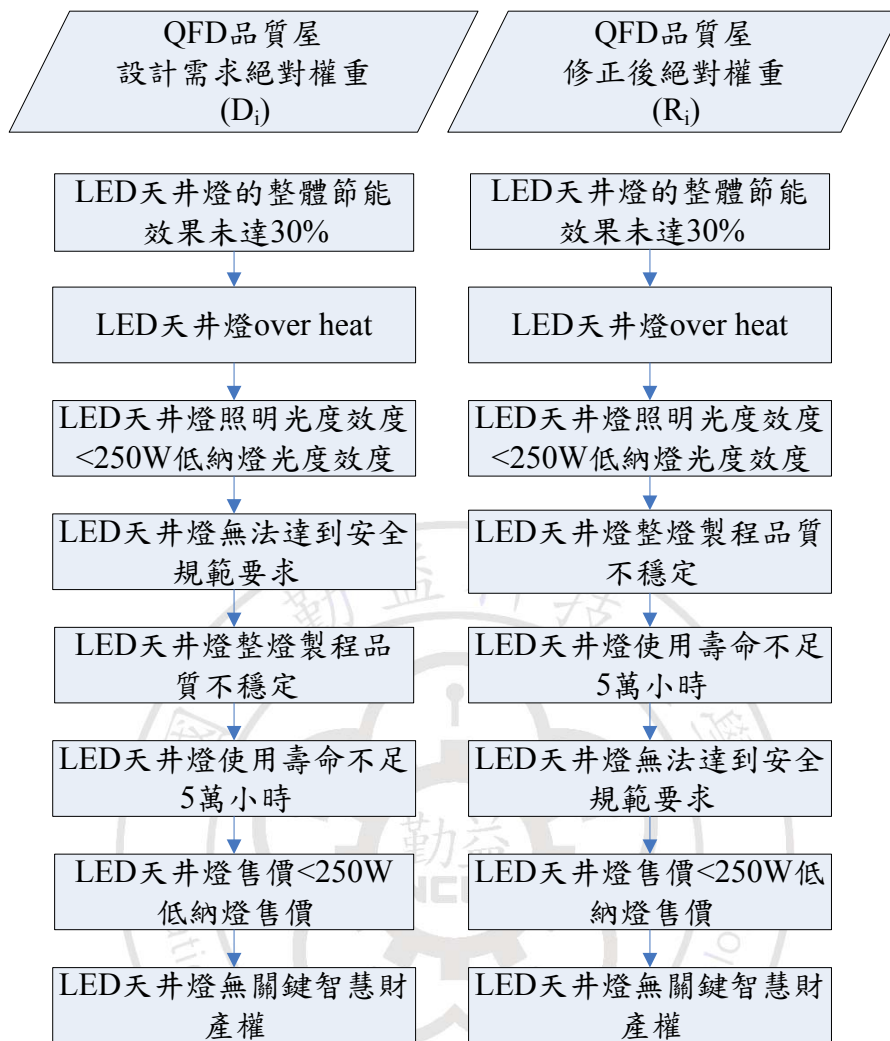 QFD品質屋
設計需求絕對權重
(Di)
LED天井燈的整體節能
效果未達30%
LED天井燈over heat
LED天井燈照明光度效度
<250W低納燈光度效度
LED天井燈無法達到安全
規範要求
LED天井燈整燈製程品
質不穩定
LED天井燈使用壽命不足
5萬小時
LED天井燈售價<250W
低納燈售價
LED天井燈無關鍵智慧財
產權
QFD品質屋
修正後絕對權重
(Ri)
LED天井燈的整體節能
效果未達30%
LED天井燈over heat
LED天井燈照明光度效度
<250W低納燈光度效度
LED天井燈整燈製程品質
不穩定
LED天井燈使用壽命不足
5萬小時
LED天井燈無法達到安全
規範要求
LED天井燈售價<250W低
納燈售價
LED天井燈無關鍵智慧財
產權
勤益